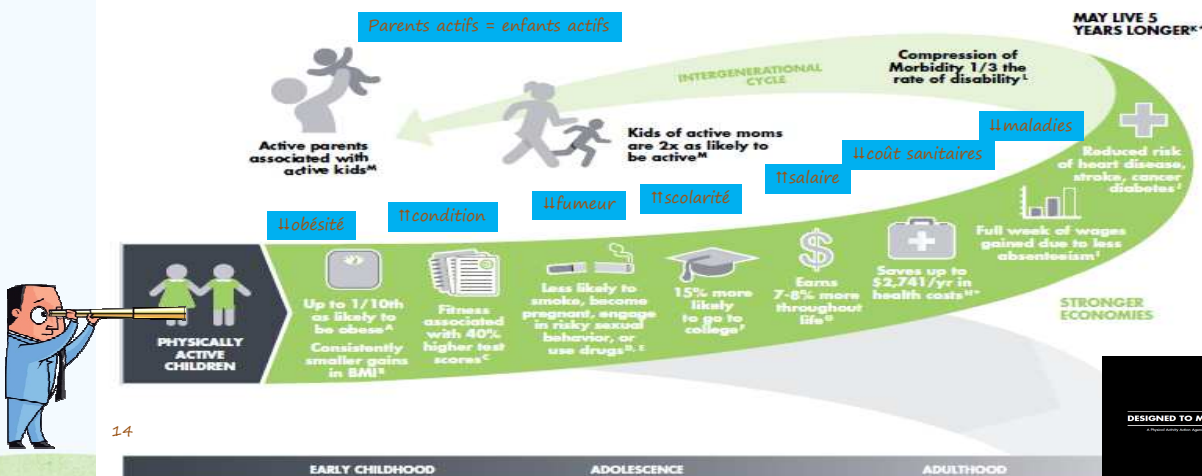 Parents actifs = enfants actifs
MAY LIVE 5
YEARS LONGER
Compression of
Morbidity 1/3 the
rate of disability
INTERGENERATIONAL
CYCLE
Active parents
associated with
active kids
Kids of active moms
are 2x as likely to
be active
⇊maladies
⇊coût sanitaires
⇈salaire
⇈scolarité
⇊fumeur
⇈condition
⇊obésité
Reduced risk
of heart disease,
stroke, cancer
diabetes
PHYSICALLY
ACTIVE
CHILDREN
Up to 1/10th
as likely to
be obese
Consistently
smaller gains
in BMI
Fitness
associated
with 40%
higher test
scores
Less likely to
smoke, become
pregnant, engage
in risky sexual
behavior, or
use drugs
15% more
likely
to go to
college
$
Earns
7-8% more
throughout
life
Saves up to
$2,741/yr in
health costs
Full week of wages
gained due to less
absenteeism
STRONGER
ECONOMIES
DESIGNED TO M
14
EARLY CHILDHOOD
ADOLESCENCE
ADULTHOOD